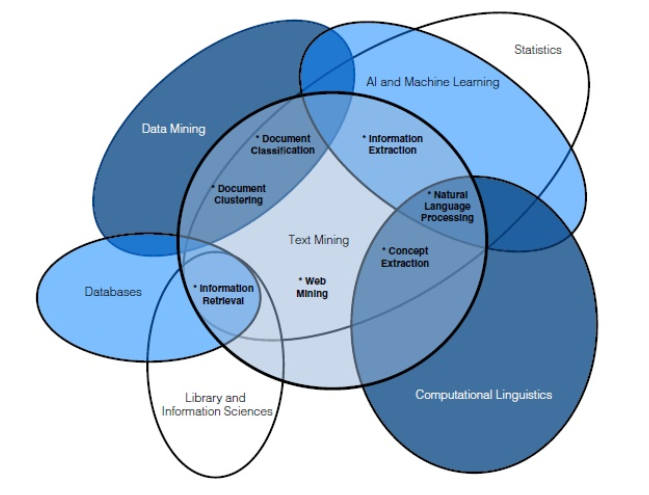 Statistics
AI and Machine Learning
Data Mining
* Document
Classification
* Information
Extraction
* Document
Clustering
* Natural
Language
Processing
Text Mining
* Concept
Extraction
Databases
* Information
Retrieval
* Web
Mining
Library and
Information Sciences
Computational Linguistics